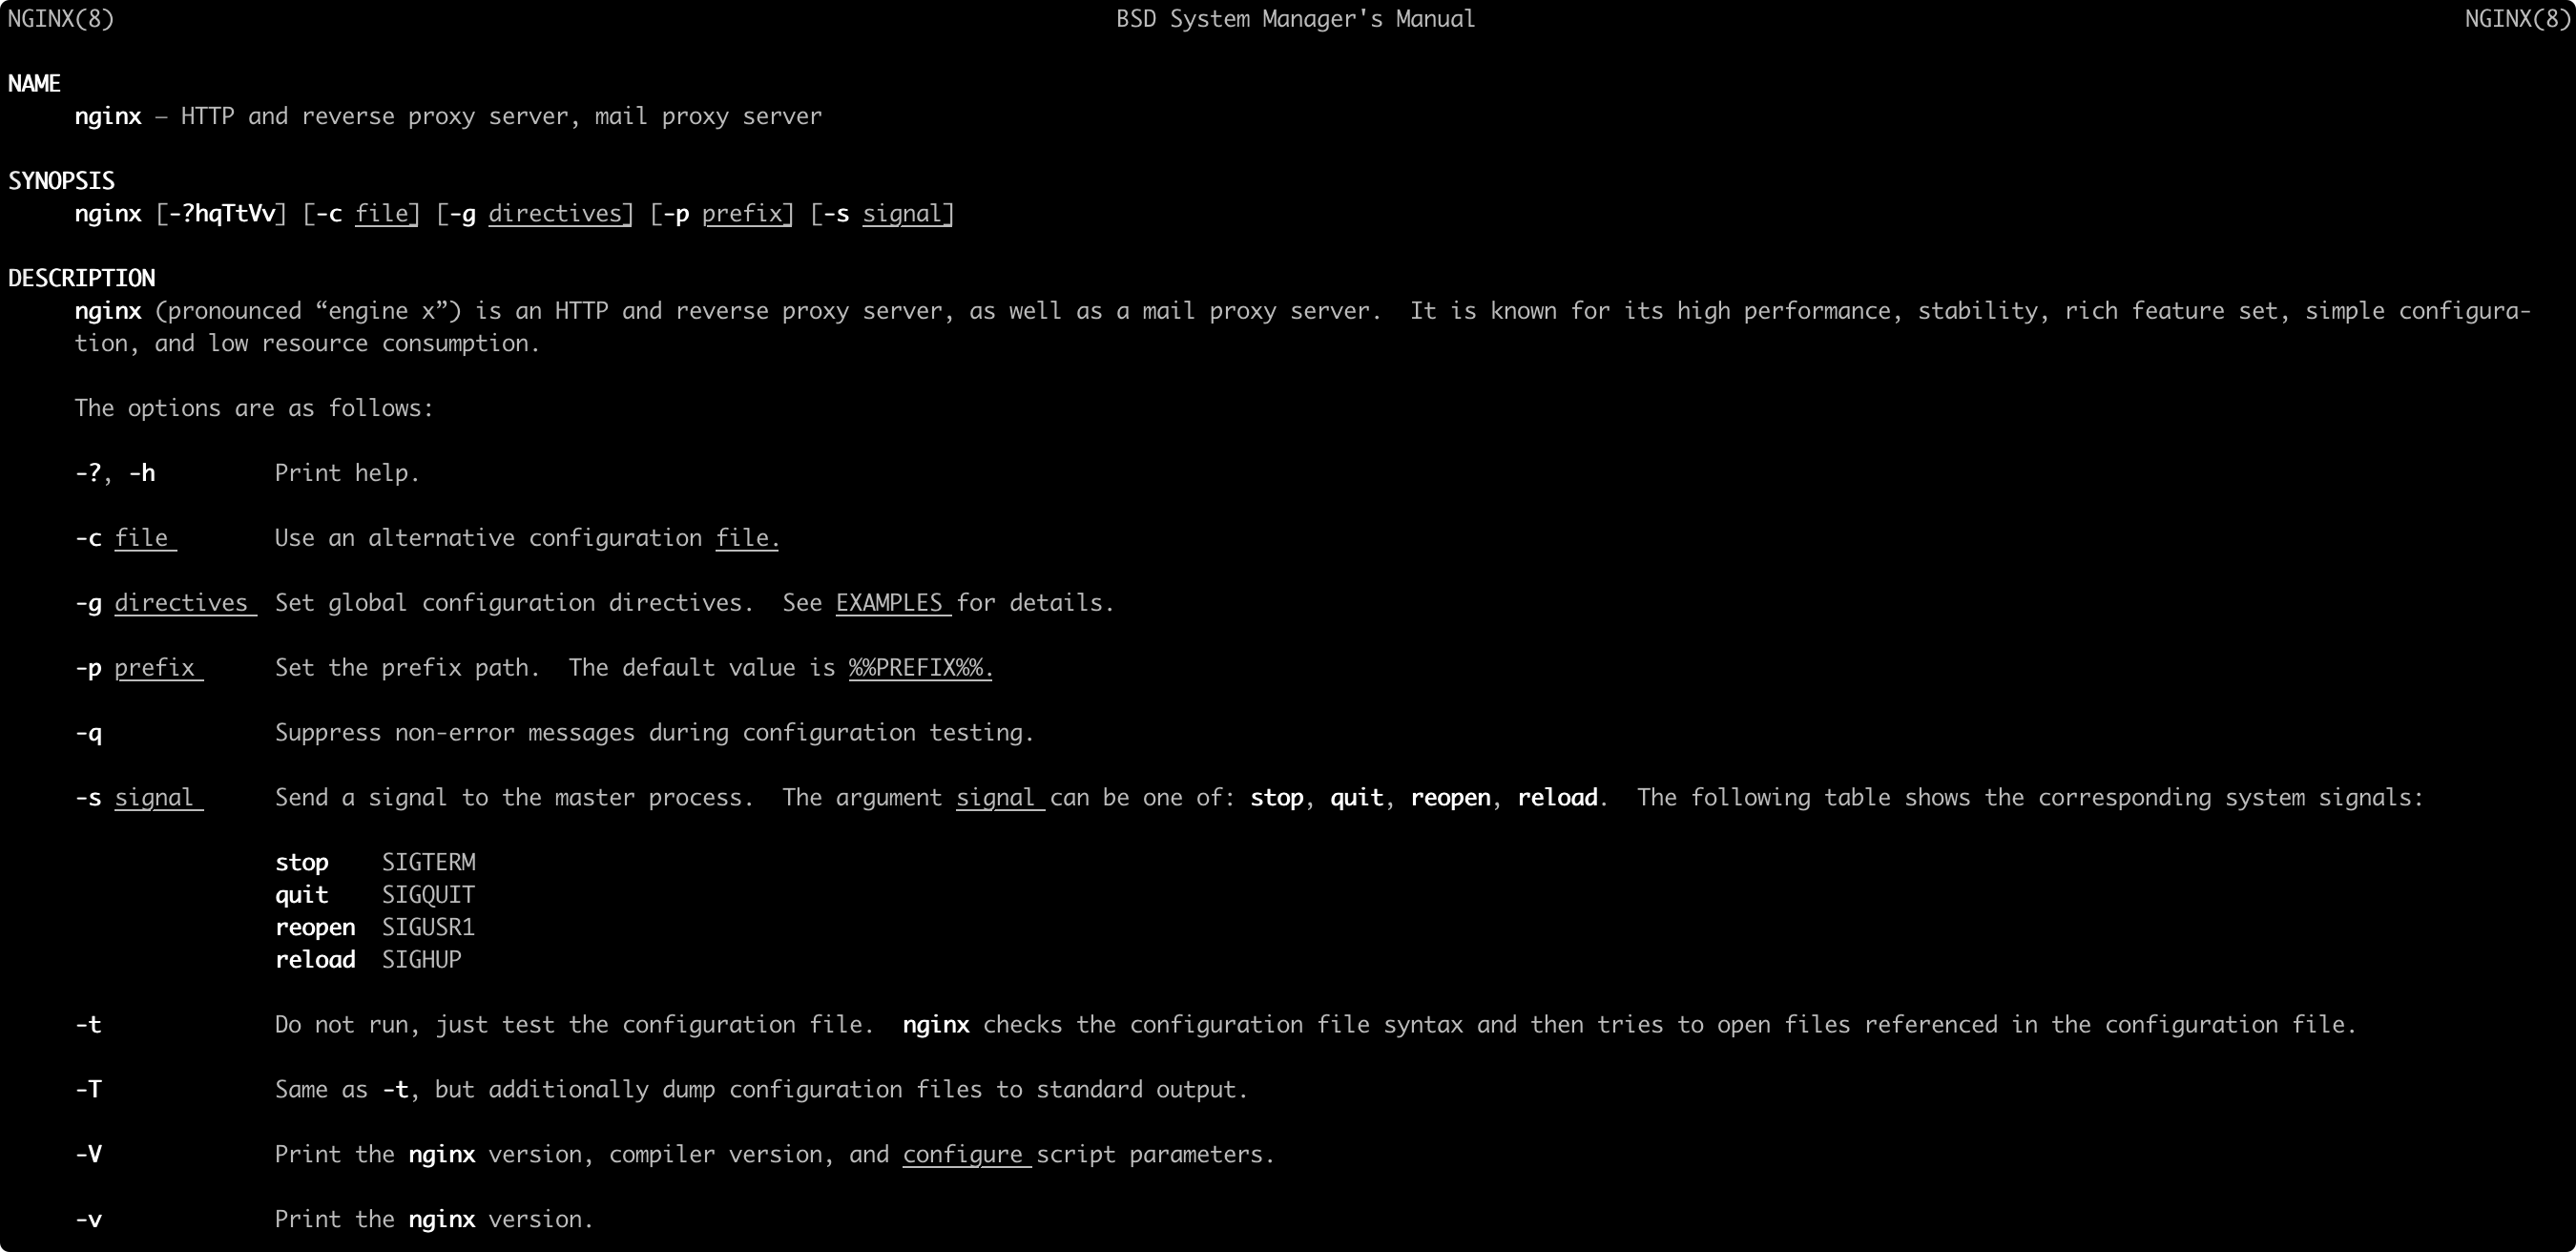 NGINX(8) BSD System Manager's Manual NGINX(8)
NAME
nginx – HTTP and reverse proxy server, mail proxy server
SYNOPSIS
nginx [-?hqTtVv] [-c file] [-g directives] [-p prefix] [-s signal]
DESCRIPTION
nginx (pronounced “engine x”) is an HTTP and reverse proxy server, as well as a mail proxy server.  It is known for its high performance, stability, rich feature set, simple configura-
tion, and low resource consumption.
The options are as follows:
-?, -h Print help.
-c file Use an alternative configuration file.
-g directives Set global configuration directives.  See EXAMPLES for details.
-p prefix Set the prefix path.  The default value is %%PREFIX%%.
-q Suppress non-error messages during configuration testing.
-s signal Send a signal to the master process.  The argument signal can be one of: stop, quit, reopen, reload.  The following table shows the corresponding system signals:
stop SIGTERM
quit SIGQUIT
reopen SIGUSR1
reload SIGHUP
-t Do not run, just test the configuration file.  nginx checks the configuration file syntax and then tries to open files referenced in the configuration file.
-T Same as -t, but additionally dump configuration files to standard output.
-V Print the nginx version, compiler version, and configure script parameters.
-v Print the nginx version.